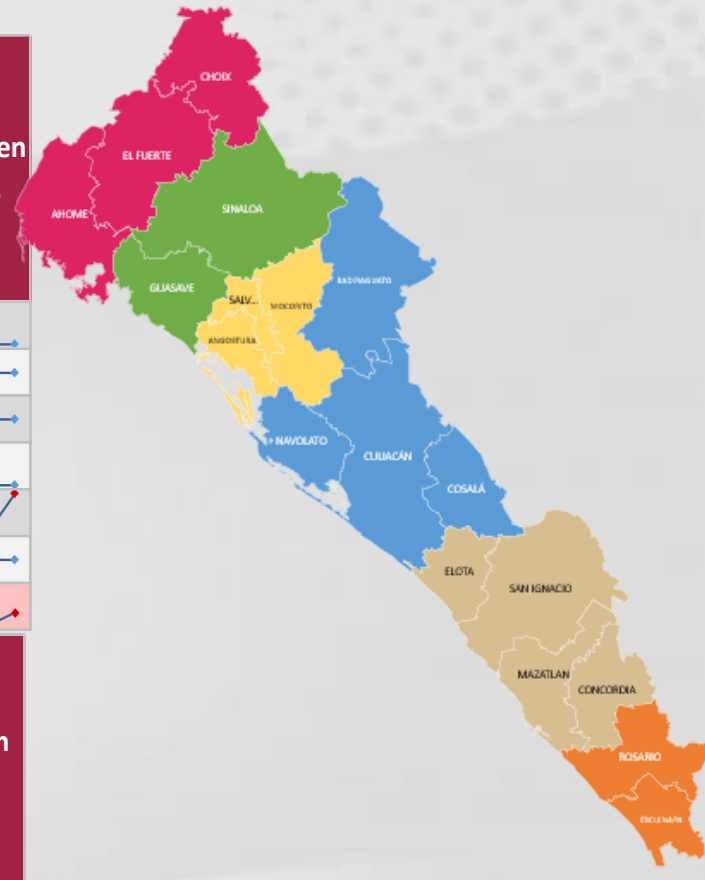 CHOIX
en
EL FUERTE
SINALOA
AHOME
BADIRAGUATO
GUASAVE
SALV...
MOCORITO
ANGOSTURA
NAVOLATO
CULIACÁN
COSALÁ
ELOTA
SAN IGNACIO
MAZATLAN
CONCORDIA
n
ROSARIO
ESCUINAPA